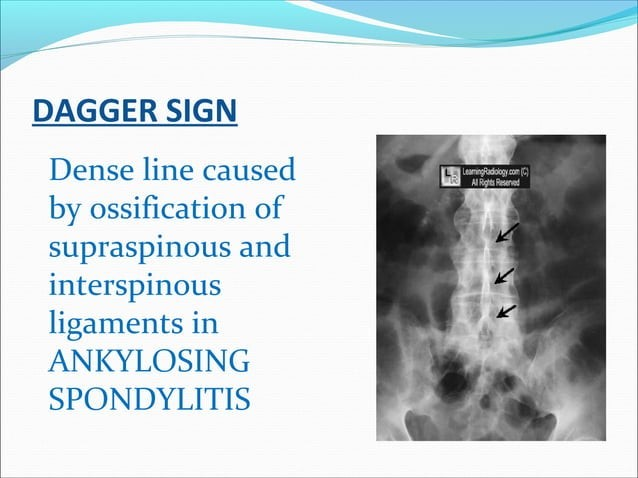 DAGGER SIGN
Dense line caused
by ossification of
supraspinous and
interspinous
ligaments in
ANKYLOSING
SPONDYLITIS
LearningRadiology.com (C)
All Rights Reserved